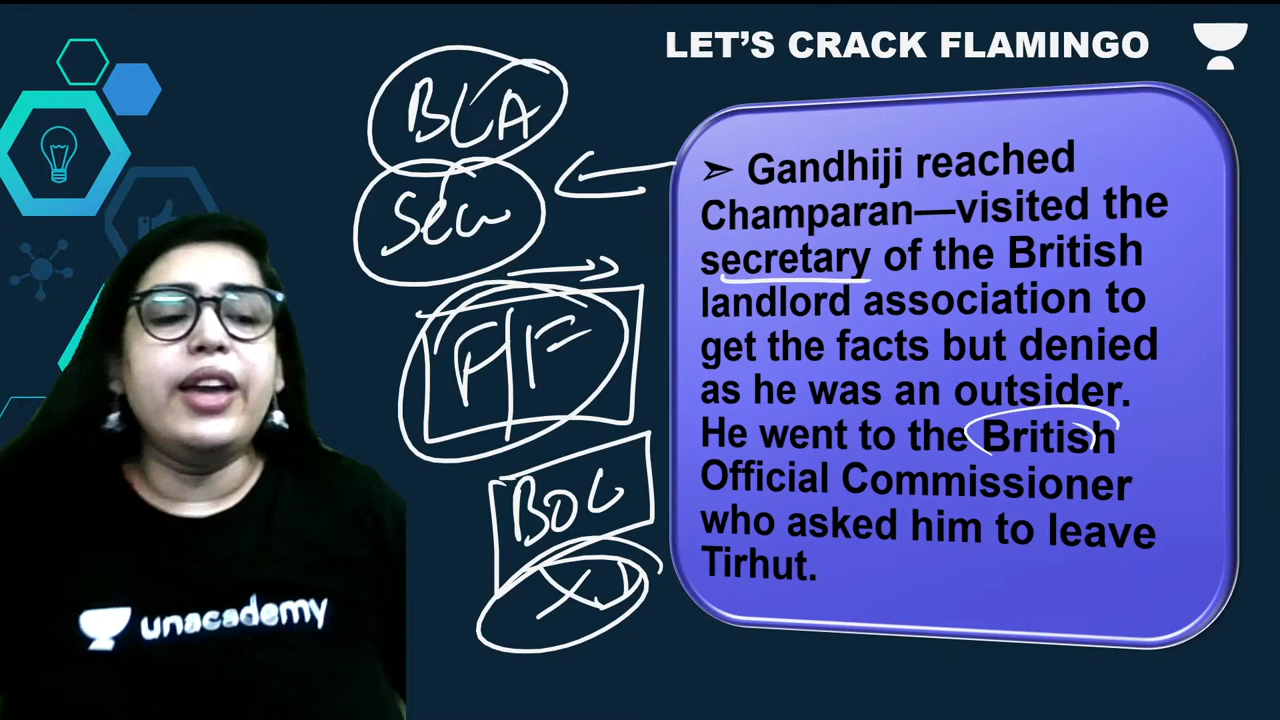 LET'S CRACK FLAMINGO
BLA
Sec
F/F
BOC
➢ Gandhiji reached
Champaran—visited the
secretary of the British
landlord association to
get the facts but denied
as he was an outsider.
He went to the British
Official Commissioner
who asked him to leave
Tirhut.
unacademy